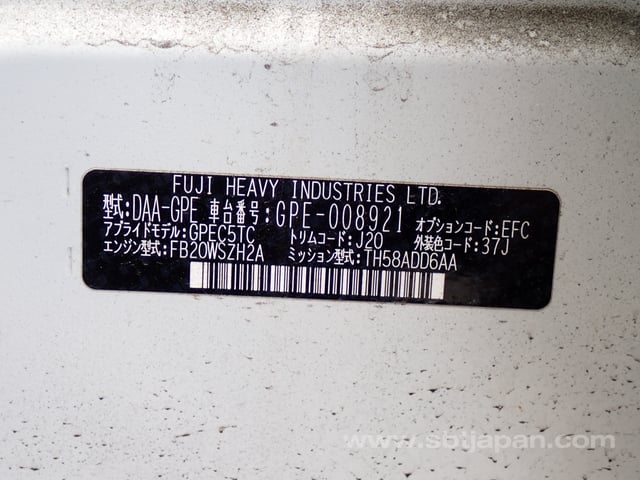 FUJI HEAVY INDUSTRIES LTD.
型式:DAA-GPE 車台番号:GPE-008921 オプションコード:EFC
アプライドモデル:GPEC5TC トリムコード:J20 外装色コード:37J
エンジン型式:FB20WSZH2A ミッション型式:TH58ADD6AA
www.sbtjapan.com